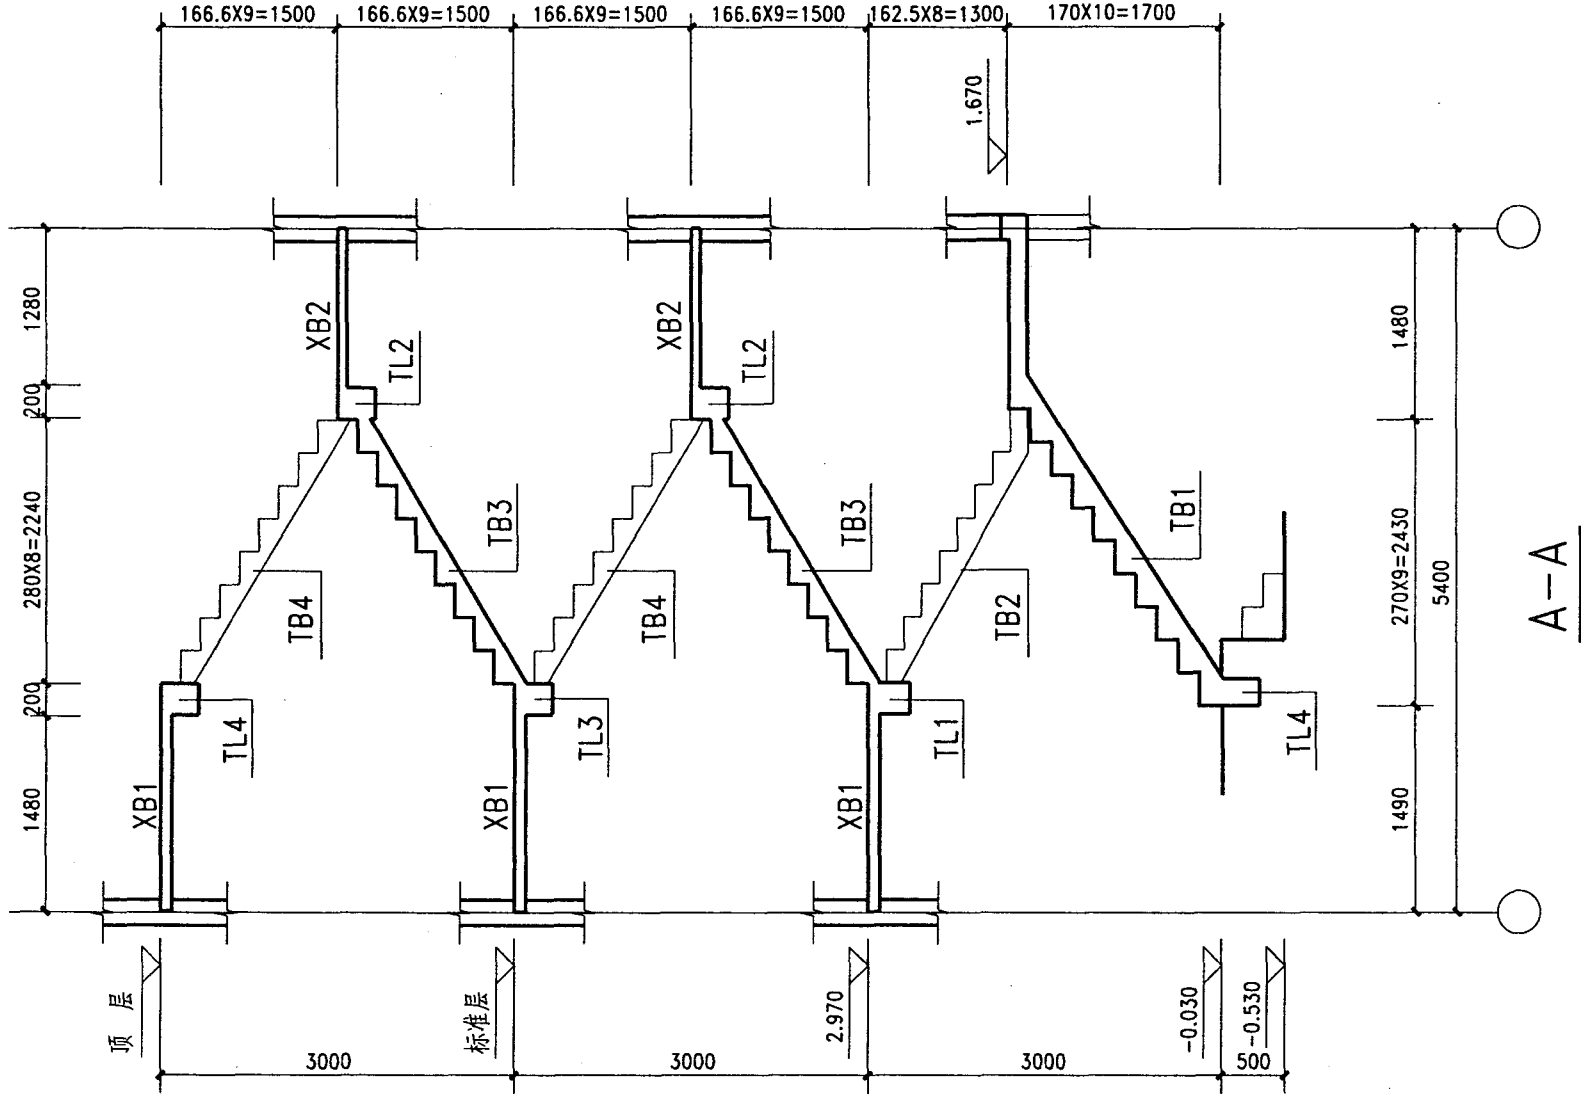 166.6X9=1500
166.6X9=1500
166.6X9=1500
166.6X9=1500
162.5X8=1300
170X10=1700
1.670
1280
200
280X8=2240
200
1480
XB2
TL2
XB2
TL2
TB4
TB3
TB4
TB3
TB2
TB1
XB1
TL4
XB1
TL3
XB1
TL1
TL4
1480
270X9=2430
1490
5400
A-A
顶 层
标准层
2.970
-0.030
-0.530
3000
3000
3000
500